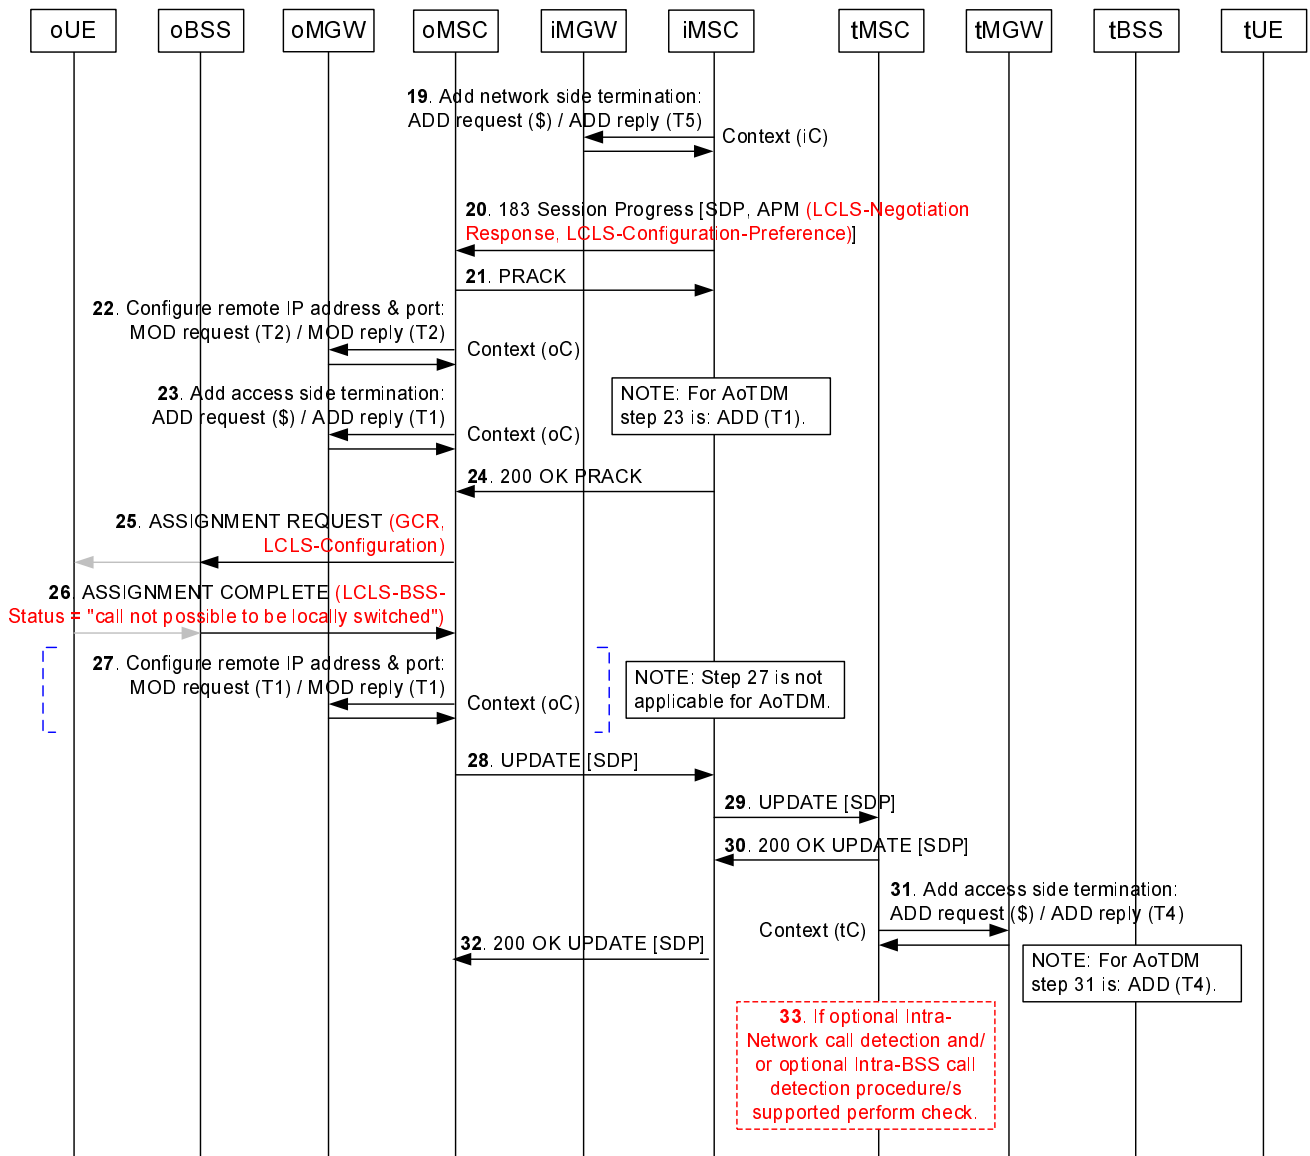 oUE oBSS oMGW oMSC iMGW iMSC tMSC tMGW tBSS tUE
19. Add network side termination:
ADD request ($) / ADD reply (T5)
Context (iC)
20. 183 Session Progress [SDP, APM (LCLS-Negotiation
Response, LCLS-Configuration-Preference)]
21. PRACK
22. Configure remote IP address & port:
MOD request (T2) / MOD reply (T2)
Context (oC)
23. Add access side termination:
ADD request ($) / ADD reply (T1)
Context (oC)
NOTE: For AoTDM
step 23 is: ADD (T1).
24. 200 OK PRACK
25. ASSIGNMENT REQUEST (GCR,
LCLS-Configuration)
26. ASSIGNMENT COMPLETE (LCLS-BSS-
Status = "call not possible to be locally switched")
27. Configure remote IP address & port:
MOD request (T1) / MOD reply (T1)
Context (oC)
NOTE: Step 27 is not
applicable for AoTDM.
28. UPDATE [SDP]
29. UPDATE [SDP]
30. 200 OK UPDATE [SDP]
31. Add access side termination:
ADD request ($) / ADD reply (T4)
Context (tC)
32. 200 OK UPDATE [SDP]
NOTE: For AoTDM
step 31 is: ADD (T4).
33. If optional Intra-
Network call detection and/
or optional Intra-BSS call
detection procedure/s
supported perform check.